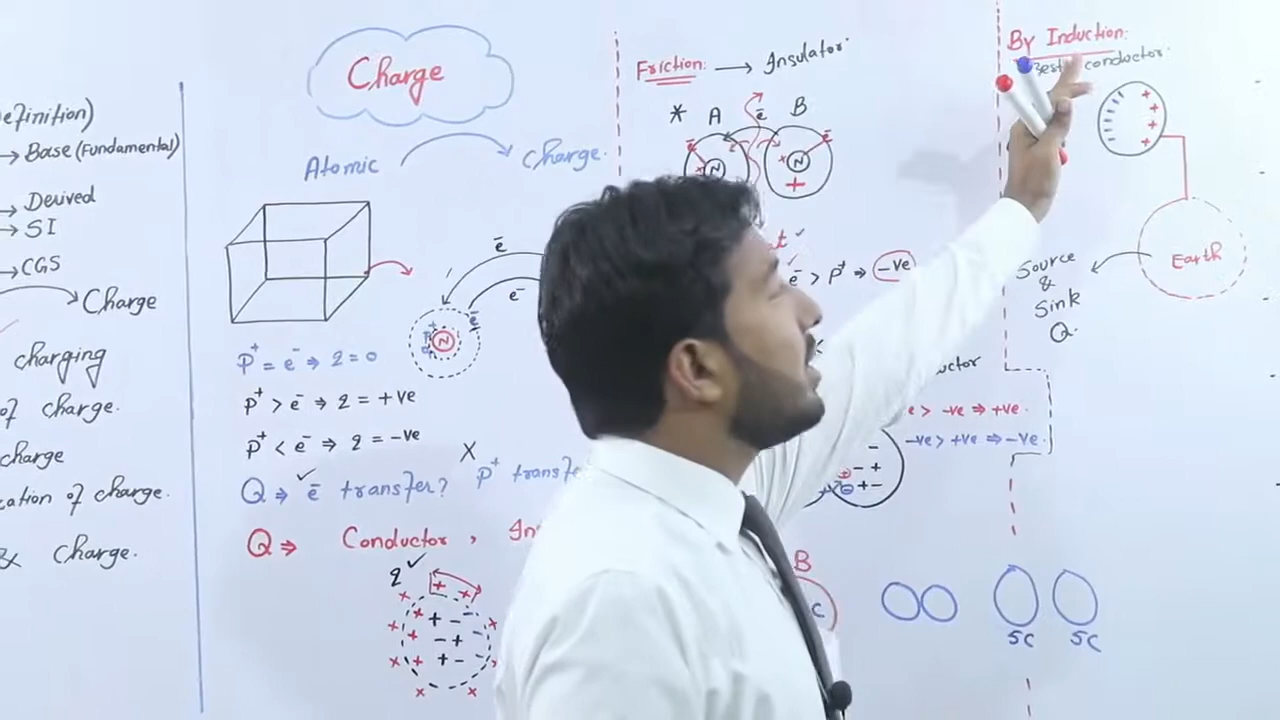 efinition)
→ Base (Fundamental)
→ Derived
→ SI
→ CGS
Charge
charging
of charge.
charge
cation of charge.
& charge.
Charge
Atomic
Charge.
e⁻
e⁻
e⁻
N
P⁺ = e⁻ ⇒ q = 0
P⁺ > e⁻ ⇒ q = +ve
P⁺ < e⁻ ⇒ q = -ve
Q ⇒ e⁻ transfer? P⁺ transfe
Q ⇒ Conductor,
q ✓
Friction: → Insulator
* A e⁻ B
e⁻ e⁻
N N
+
e⁻ > P⁺ ⇒ -ve
uctor
e > -ve ⇒ +ve
-ve > +ve ⇒ -ve
B
C
5C 5C
By Induction:
Best conductor
Earth
Source
&
Sink
Q